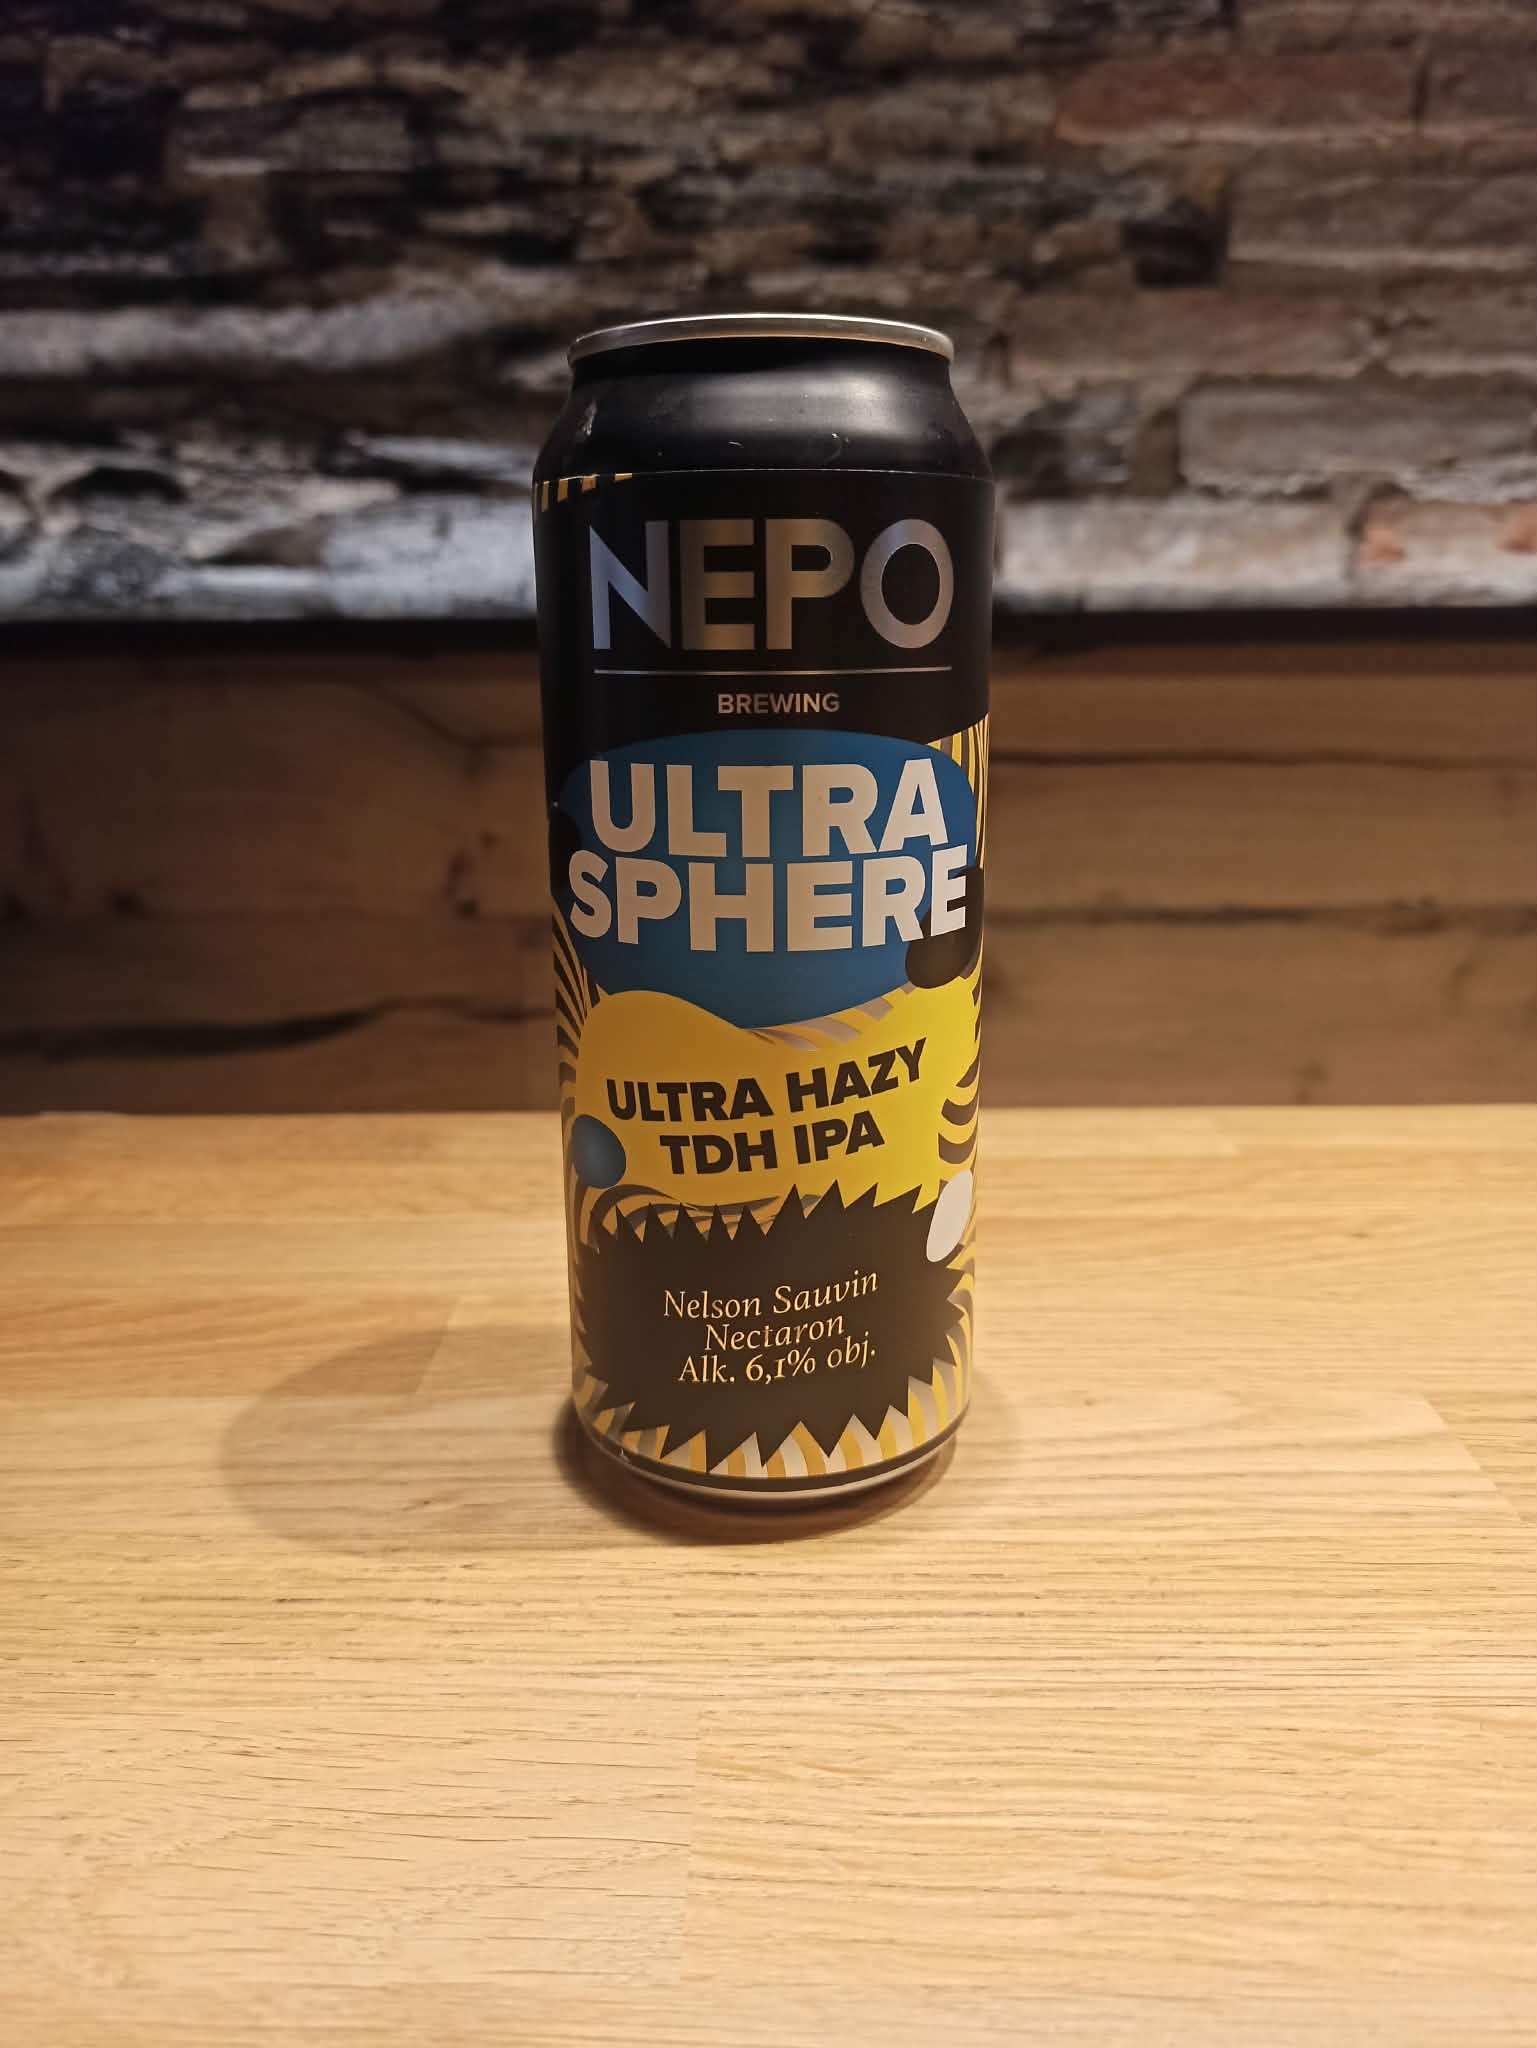 NEPO
BREWING
ULTRA
SPHERE
ULTRA HAZY
TDH IPA
Nelson Sauvin
Nectaron
Alk. 6,1% obj.